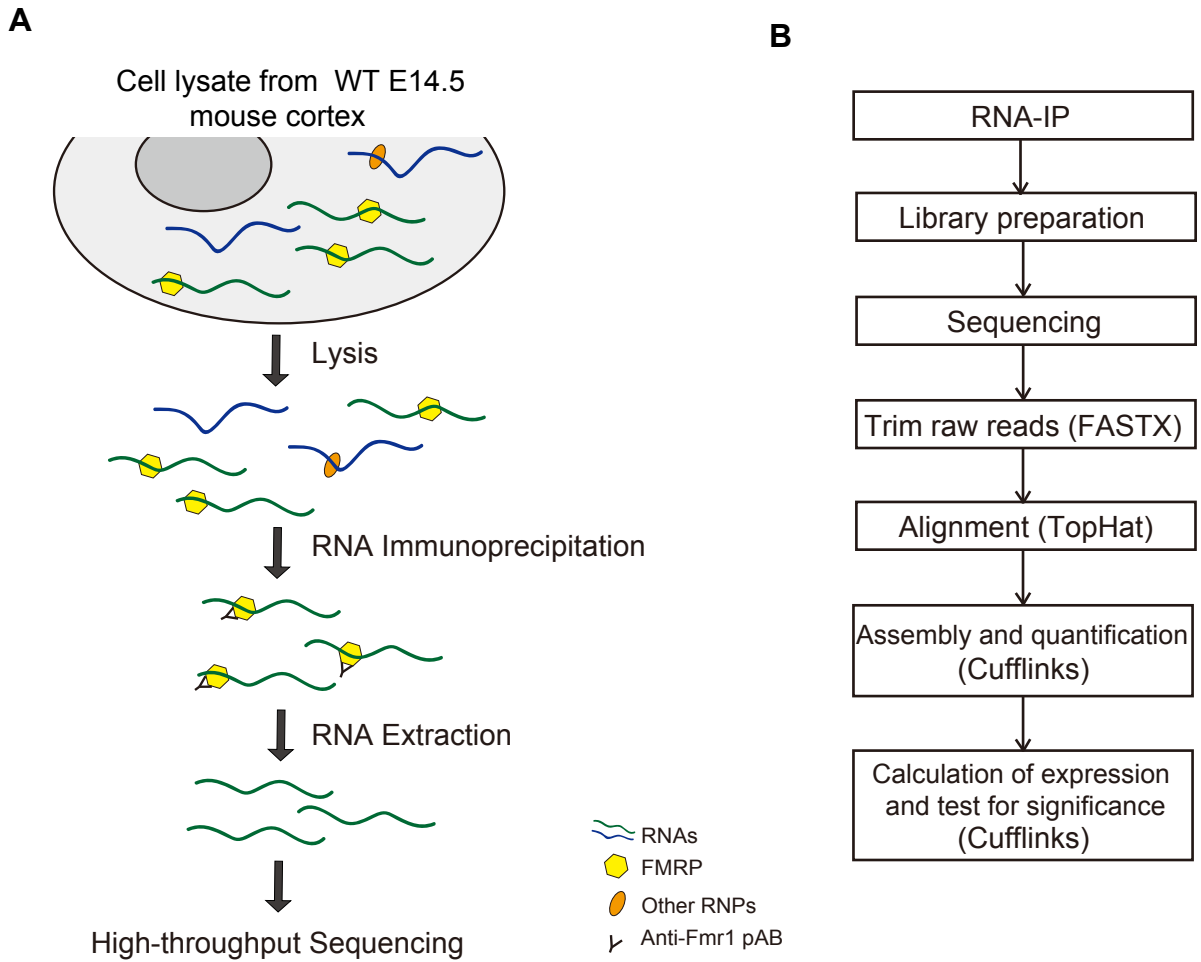 A
Cell lysate from WT E14.5
mouse cortex
Lysis
RNA Immunoprecipitation
RNA Extraction
High-throughput Sequencing
RNAs
FMRP
Other RNPs
Anti-Fmr1 pAB
B
RNA-IP
Library preparation
Sequencing
Trim raw reads (FASTX)
Alignment (TopHat)
Assembly and quantification
(Cufflinks)
Calculation of expression
and test for significance
(Cufflinks)